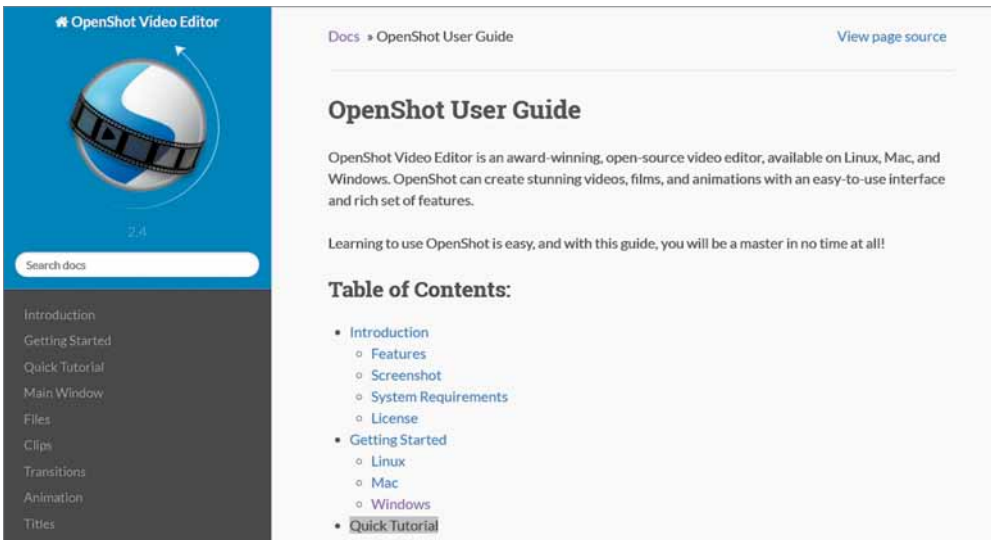 OpenShot Video Editor
2.4
Search docs
Introduction
Getting Started
Quick Tutorial
Main Window
Files
Clips
Transitions
Animation
Titles
Docs » OpenShot User Guide
View page source
OpenShot User Guide
OpenShot Video Editor is an award-winning, open-source video editor, available on Linux, Mac, and
Windows. OpenShot can create stunning videos, films, and animations with an easy-to-use interface
and rich set of features.
Learning to use OpenShot is easy, and with this guide, you will be a master in no time at all!
Table of Contents:
• Introduction
◦ Features
◦ Screenshot
◦ System Requirements
◦ License
• Getting Started
◦ Linux
◦ Mac
◦ Windows
• Quick Tutorial